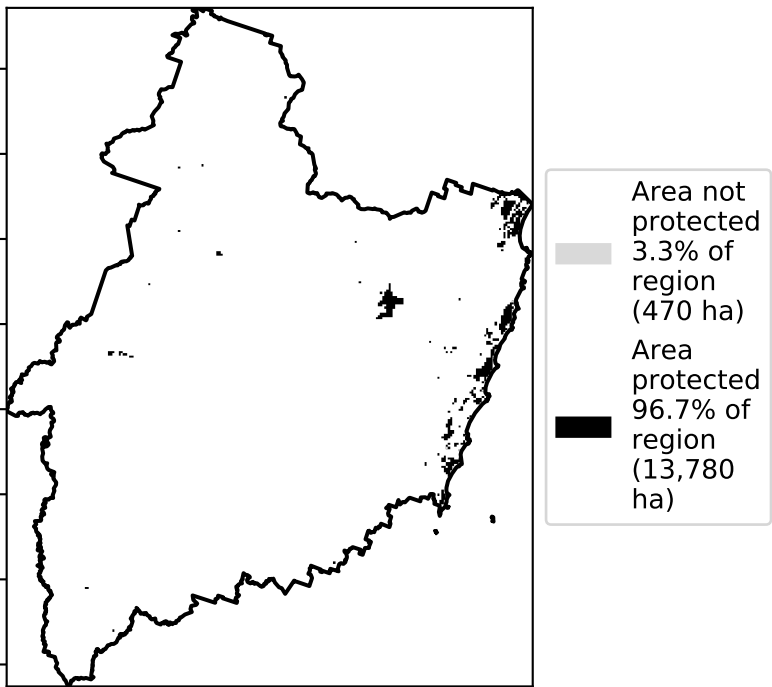 Area not
protected
3.3% of
region
(470 ha)
Area
protected
96.7% of
region
(13,780
ha)